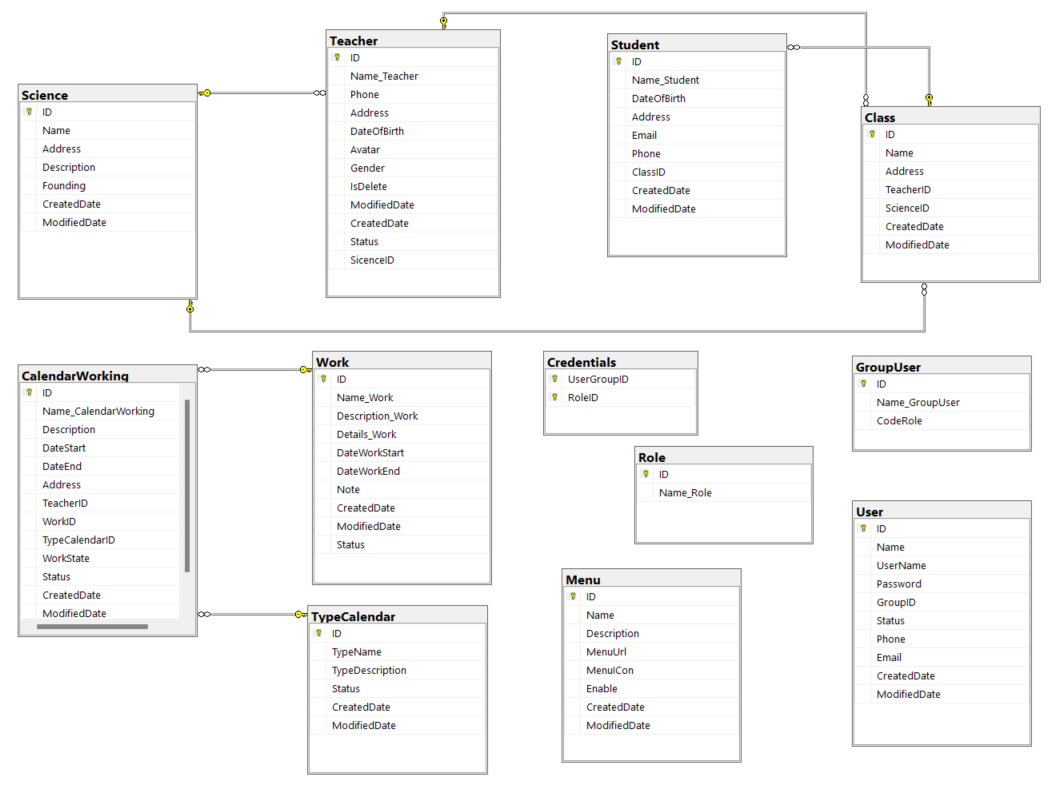 Teacher
ID
Name_Teacher
Phone
Address
DateOfBirth
Avatar
Gender
IsDelete
ModifiedDate
CreatedDate
Status
SicenceID
Student
ID
Name_Student
DateOfBirth
Address
Email
Phone
ClassID
CreatedDate
ModifiedDate
Science
ID
Name
Address
Description
Founding
CreatedDate
ModifiedDate
Class
ID
Name
Address
TeacherID
ScienceID
CreatedDate
ModifiedDate
CalendarWorking
ID
Name_CalendarWorking
Description
DateStart
DateEnd
Address
TeacherID
WorkID
TypeCalendarID
WorkState
Status
CreatedDate
ModifiedDate
Work
ID
Name_Work
Description_Work
Details_Work
DateWorkStart
DateWorkEnd
Note
CreatedDate
ModifiedDate
Status
Credentials
UserGroupID
RoleID
GroupUser
ID
Name_GroupUser
CodeRole
Role
ID
Name_Role
User
ID
Name
UserName
Password
GroupID
Status
Phone
Email
CreatedDate
ModifiedDate
Menu
ID
Name
Description
MenuUrl
MenuICon
Enable
CreatedDate
ModifiedDate
TypeCalendar
ID
TypeName
TypeDescription
Status
CreatedDate
ModifiedDate